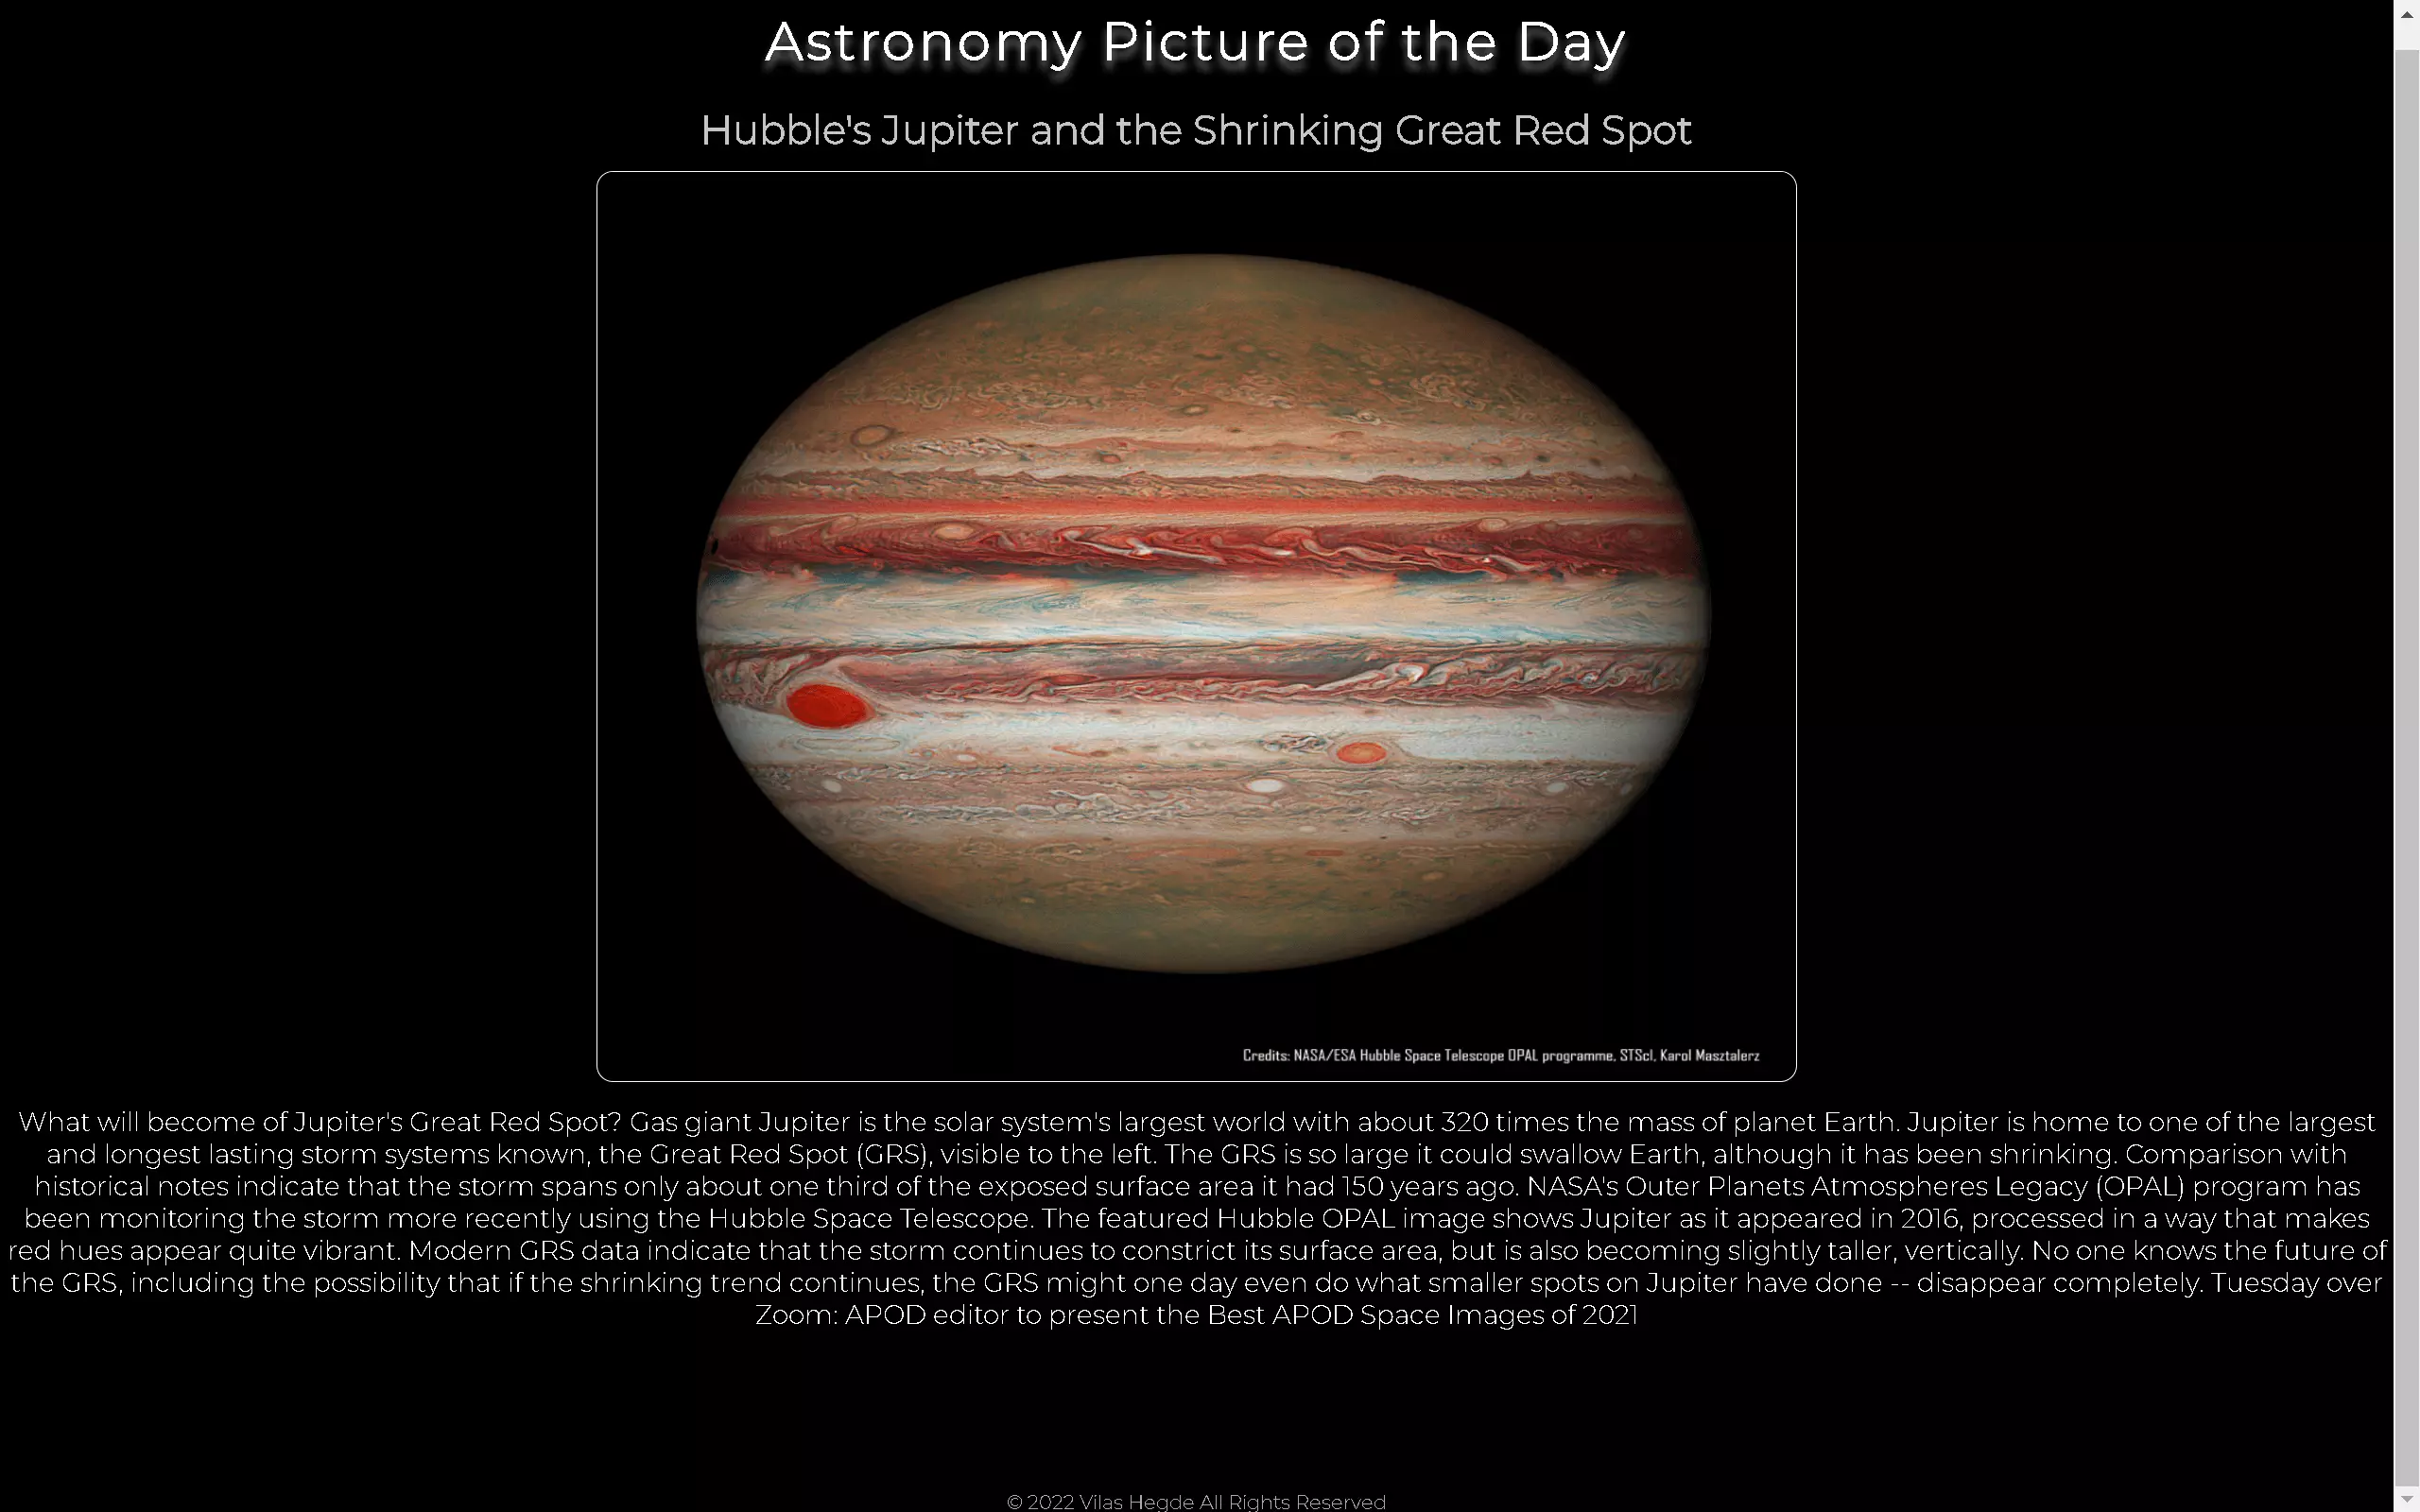 Astronomy Picture of the Day
Hubble's Jupiter and the Shrinking Great Red Spot
Credits: NASA/ESA Hubble Space Telescope OPAL programme, STScI, Karol Masztalerz
What will become of Jupiter's Great Red Spot? Gas giant Jupiter is the solar system's largest world with about 320 times the mass of planet Earth. Jupiter is home to one of the largest
and longest lasting storm systems known, the Great Red Spot (GRS), visible to the left. The GRS is so large it could swallow Earth, although it has been shrinking. Comparison with
historical notes indicate that the storm spans only about one third of the exposed surface area it had 150 years ago. NASA's Outer Planets Atmospheres Legacy (OPAL) program has
been monitoring the storm more recently using the Hubble Space Telescope. The featured Hubble OPAL image shows Jupiter as it appeared in 2016, processed in a way that makes
red hues appear quite vibrant. Modern GRS data indicate that the storm continues to constrict its surface area, but is also becoming slightly taller, vertically. No one knows the future of
the GRS, including the possibility that if the shrinking trend continues, the GRS might one day even do what smaller spots on Jupiter have done -- disappear completely. Tuesday over
Zoom: APOD editor to present the Best APOD Space Images of 2021
© 2022 Vilas Hegde All Rights Reserved